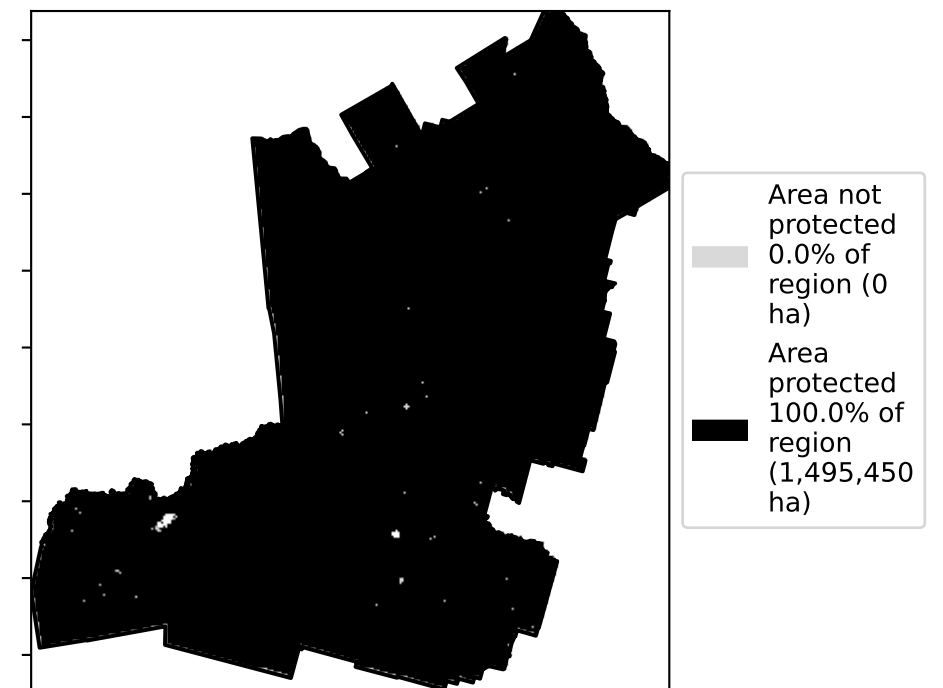 Area not
protected
0.0% of
region (0
ha)
Area
protected
100.0% of
region
(1,495,450
ha)